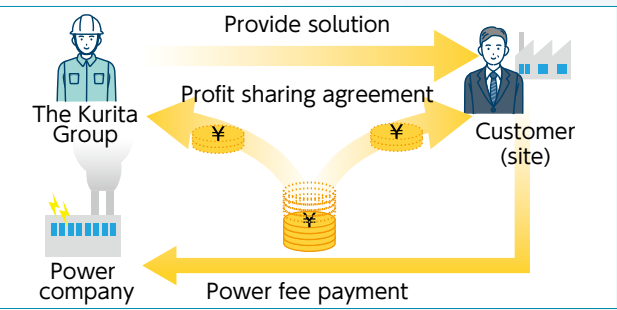 Provide solution
Profit sharing agreement
The Kurita
Group
Customer
(site)
¥
¥
¥
Power
company
Power fee payment